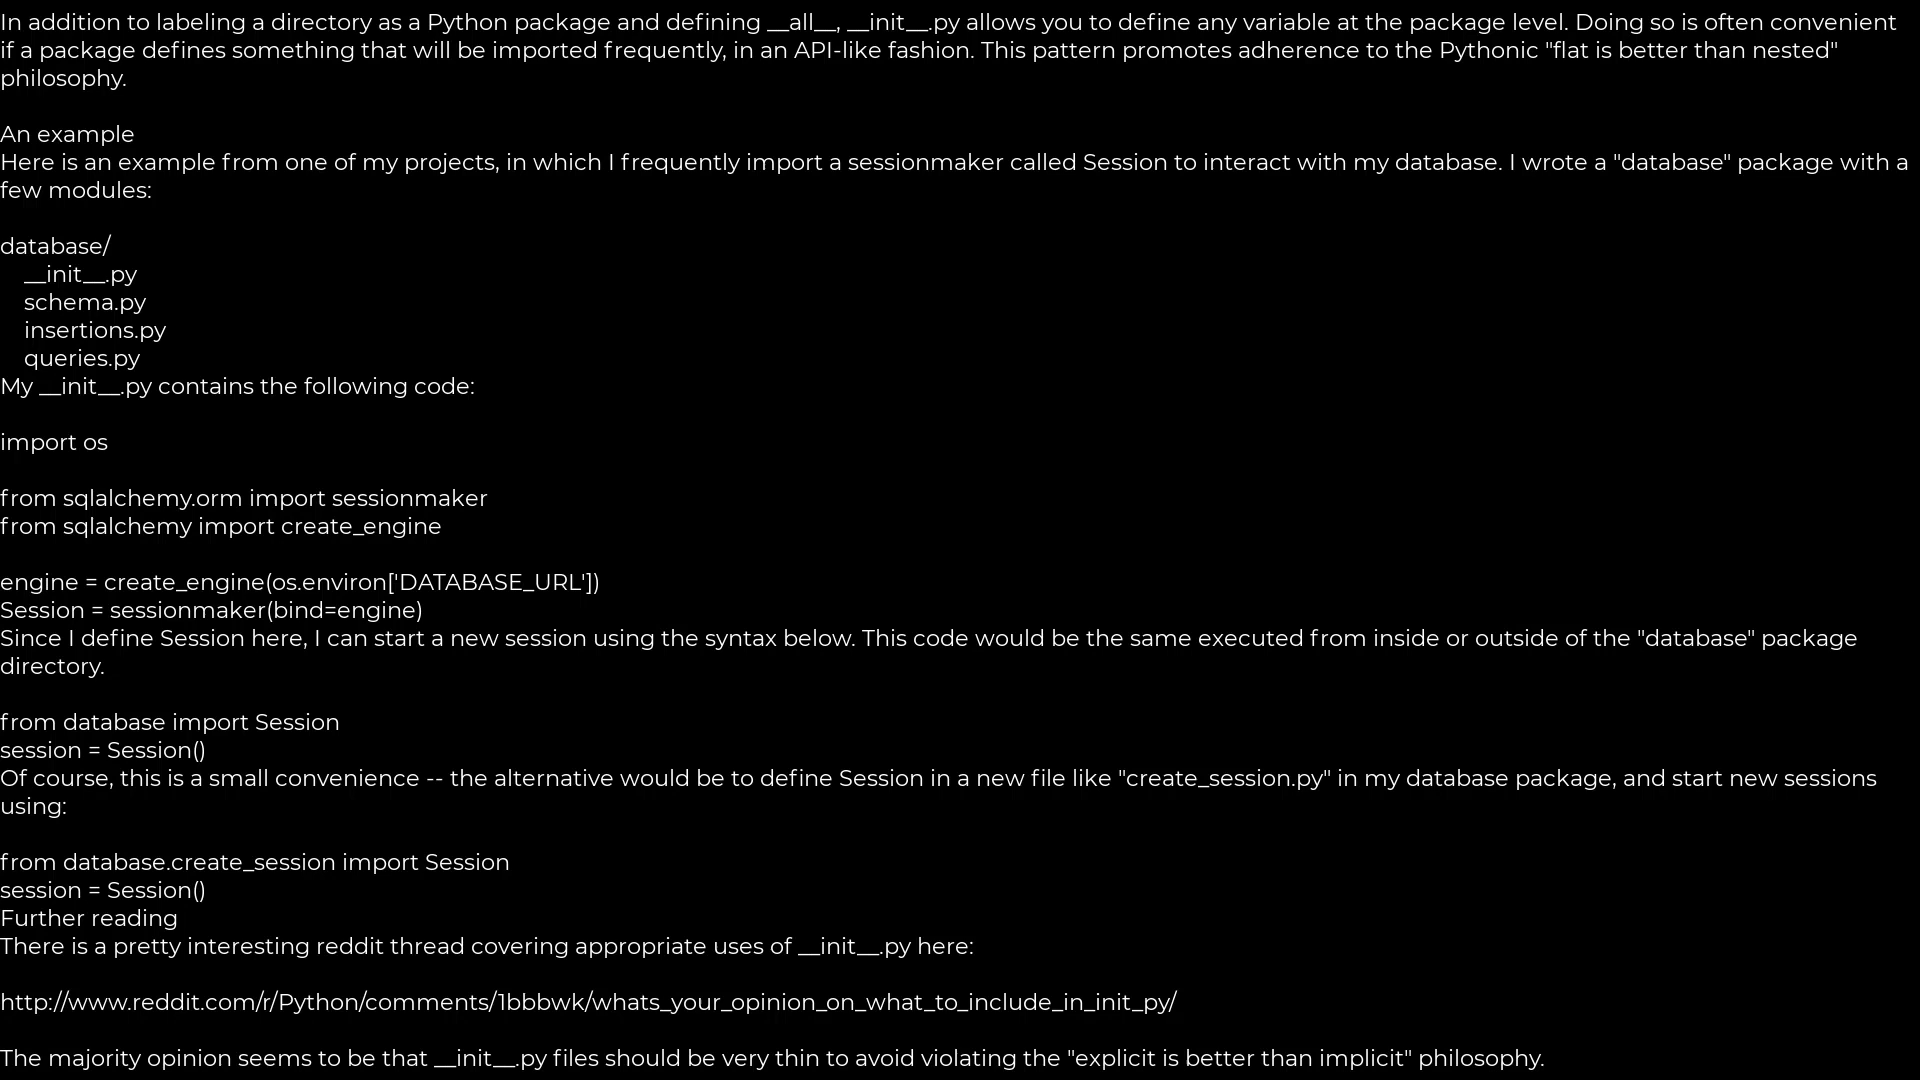 In addition to labeling a directory as a Python package and defining __all__, __init__.py allows you to define any variable at the package level. Doing so is often convenient
if a package defines something that will be imported frequently, in an API-like fashion. This pattern promotes adherence to the Pythonic "flat is better than nested"
philosophy.

An example
Here is an example from one of my projects, in which I frequently import a sessionmaker called Session to interact with my database. I wrote a "database" package with a
few modules:

database/
    __init__.py
    schema.py
    insertions.py
    queries.py
My __init__.py contains the following code:

import os

from sqlalchemy.orm import sessionmaker
from sqlalchemy import create_engine

engine = create_engine(os.environ['DATABASE_URL'])
Session = sessionmaker(bind=engine)
Since I define Session here, I can start a new session using the syntax below. This code would be the same executed from inside or outside of the "database" package
directory.

from database import Session
session = Session()
Of course, this is a small convenience -- the alternative would be to define Session in a new file like "create_session.py" in my database package, and start new sessions
using:

from database.create_session import Session
session = Session()
Further reading
There is a pretty interesting reddit thread covering appropriate uses of __init__.py here:

http://www.reddit.com/r/Python/comments/1bbbwk/whats_your_opinion_on_what_to_include_in_init_py/

The majority opinion seems to be that __init__.py files should be very thin to avoid violating the "explicit is better than implicit" philosophy.